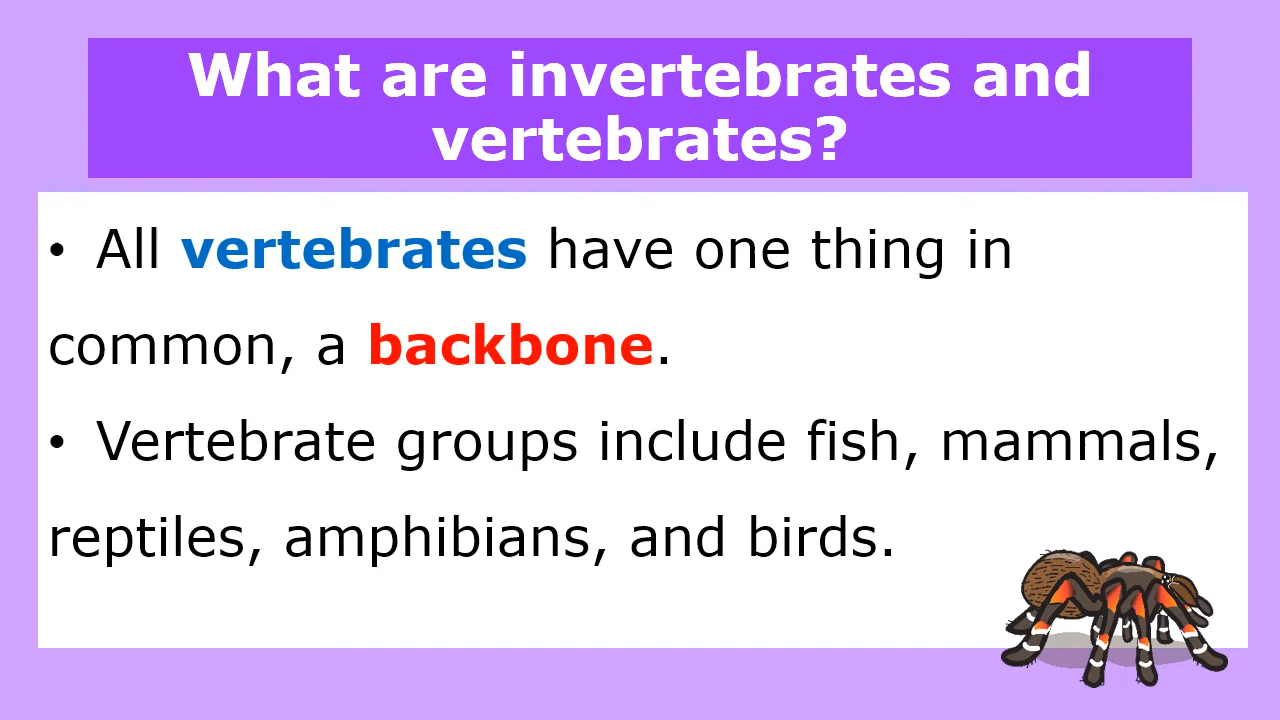 What are invertebrates and
vertebrates?
• All vertebrates have one thing in
common, a backbone.
• Vertebrate groups include fish, mammals,
reptiles, amphibians, and birds.